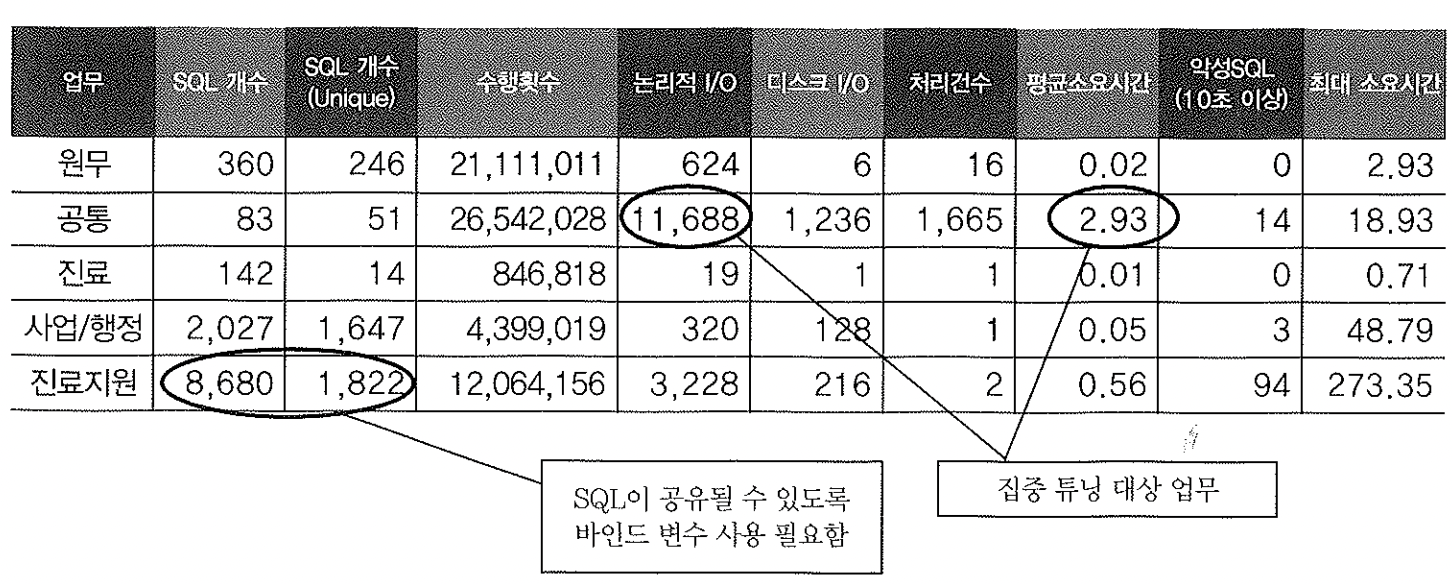 업무 SQL 개수 SQL 개수 (Unique) 수행횟수 논리적 I/O 디스크 I/O 처리건수 평균소요시간 악성SQL (10초 이상) 최대 소요시간
원무 360 246 21,111,011 624 6 16 0.02 0 2.93
공통 83 51 26,542,028 11,688 1,236 1,665 2.93 14 18.93
진료 142 14 846,818 19 1 1 0.01 0 0.71
사업/행정 2,027 1,647 4,399,019 320 128 1 0.05 3 48.79
진료지원 8,680 1,822 12,064,156 3,228 216 2 0.56 94 273.35
SQL이 공유될 수 있도록
바인드 변수 사용 필요함
집중 튜닝 대상 업무